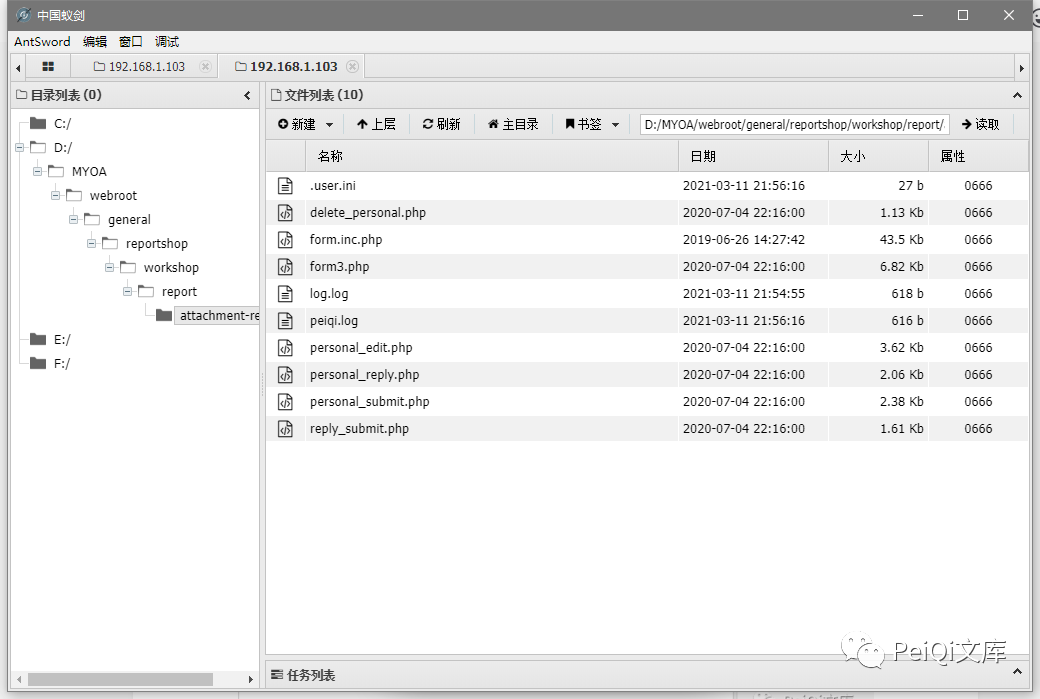 中国蚁剑
AntSword 编辑 窗口 调试
192.168.1.103 192.168.1.103
目录列表 (0)
C:/
D:/
MYOA
webroot
general
reportshop
workshop
report
attachment-re
E:/
F:/
文件列表 (10)
新建 上层 刷新 主目录 书签 D:/MYOA/webroot/general/reportshop/workshop/report/ 读取
名称 日期 大小 属性
.user.ini 2021-03-11 21:56:16 27 b 0666
delete_personal.php 2020-07-04 22:16:00 1.13 Kb 0666
form.inc.php 2019-06-26 14:27:42 43.5 Kb 0666
form3.php 2020-07-04 22:16:00 6.82 Kb 0666
log.log 2021-03-11 21:54:55 618 b 0666
peiqi.log 2021-03-11 21:56:16 616 b 0666
personal_edit.php 2020-07-04 22:16:00 3.62 Kb 0666
personal_reply.php 2020-07-04 22:16:00 2.06 Kb 0666
personal_submit.php 2020-07-04 22:16:00 2.38 Kb 0666
reply_submit.php 2020-07-04 22:16:00 1.61 Kb 0666
PeiQi文库
任务列表